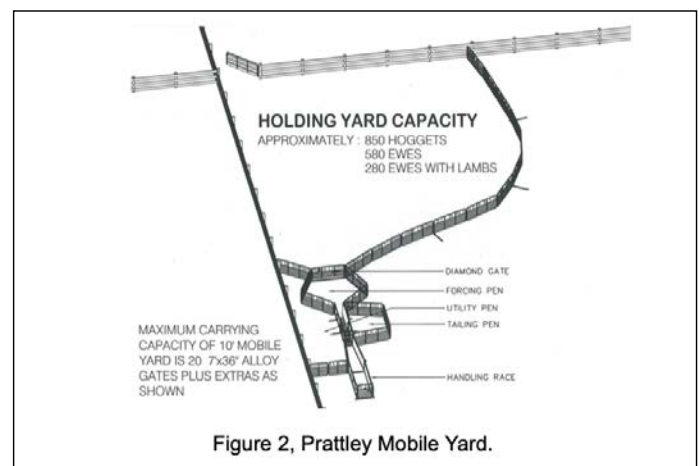 HOLDING YARD CAPACITY
APPROXIMATELY : 850 HOGGETS
580 EWES
280 EWES WITH LAMBS
DIAMOND GATE
FORCING PEN
UTILITY PEN
TAILING PEN
HANDLING RACE
MAXIMUM CARRYING
CAPACITY OF 10' MOBILE
YARD IS 20 7'x36" ALLOY
GATES PLUS EXTRAS AS
SHOWN
Figure 2, Prattley Mobile Yard.